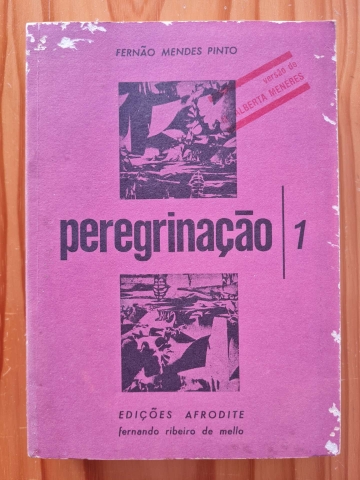 FERNÃO MENDES PINTO
versão de
ALBERTA MENERES
peregrinação 1
EDIÇÕES AFRODITE
fernando ribeiro de mello